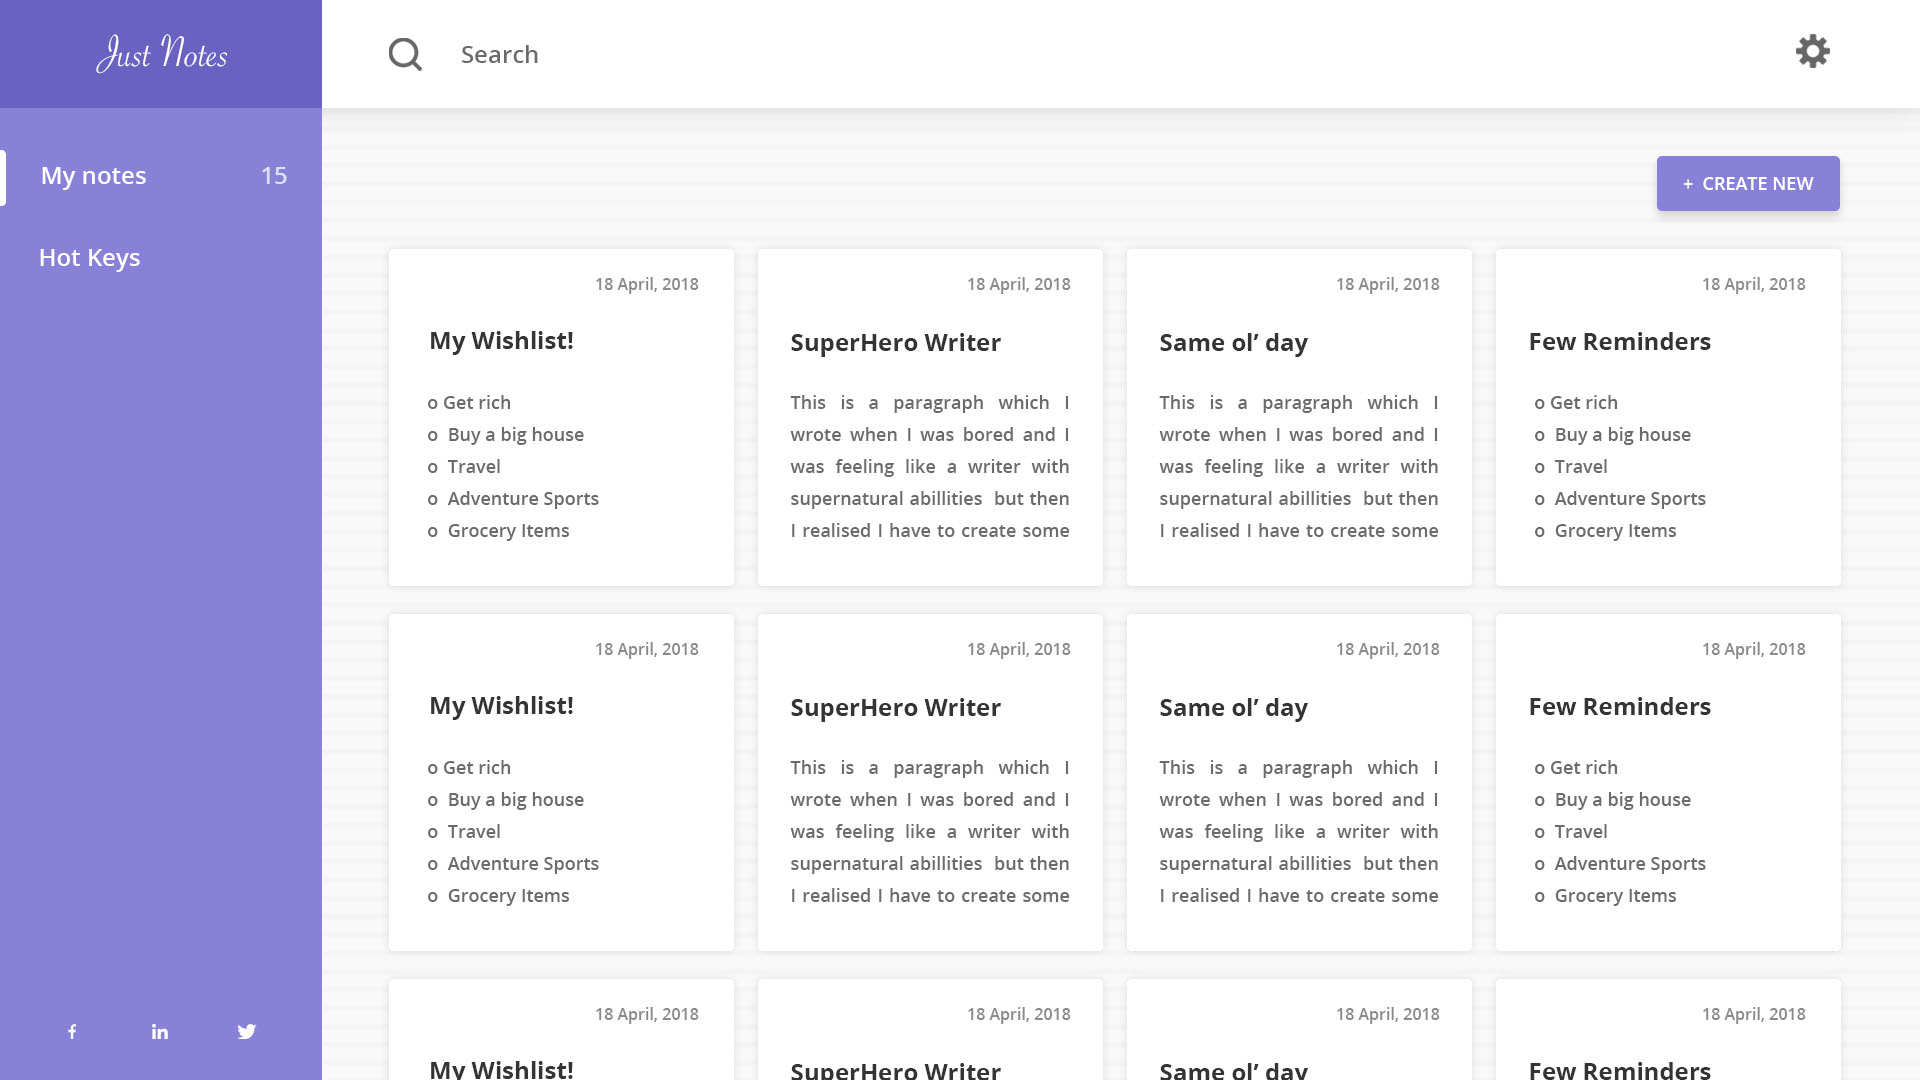 Just Notes
Search
My notes 15
Hot Keys
+ CREATE NEW
18 April, 2018
My Wishlist!
o Get rich
o Buy a big house
o Travel
o Adventure Sports
o Grocery Items
18 April, 2018
SuperHero Writer
This is a paragraph which I
wrote when I was bored and I
was feeling like a writer with
supernatural abillities but then
I realised I have to create some
18 April, 2018
Same ol’ day
This is a paragraph which I
wrote when I was bored and I
was feeling like a writer with
supernatural abillities but then
I realised I have to create some
18 April, 2018
Few Reminders
o Get rich
o Buy a big house
o Travel
o Adventure Sports
o Grocery Items
18 April, 2018
My Wishlist!
o Get rich
o Buy a big house
o Travel
o Adventure Sports
o Grocery Items
18 April, 2018
SuperHero Writer
This is a paragraph which I
wrote when I was bored and I
was feeling like a writer with
supernatural abillities but then
I realised I have to create some
18 April, 2018
Same ol’ day
This is a paragraph which I
wrote when I was bored and I
was feeling like a writer with
supernatural abillities but then
I realised I have to create some
18 April, 2018
Few Reminders
o Get rich
o Buy a big house
o Travel
o Adventure Sports
o Grocery Items
18 April, 2018
My Wishlist!
18 April, 2018
SuperHero Writer
18 April, 2018
Same ol’ day
18 April, 2018
Few Reminders